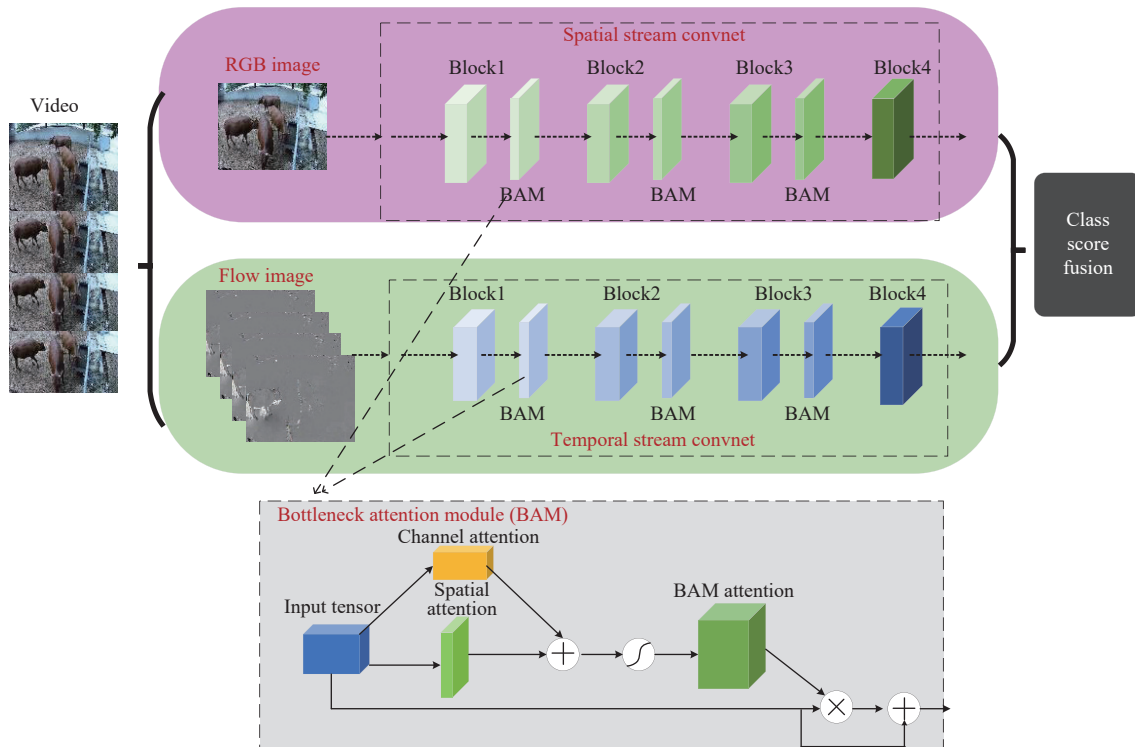 Video
RGB image
Spatial stream convnet
Block1
Block2
Block3
Block4
BAM
BAM
BAM
Class
score
fusion
Flow image
Block1
Block2
Block3
Block4
BAM
BAM
BAM
Temporal stream convnet
Bottleneck attention module (BAM)
Channel attention
Spatial
attention
Input tensor
BAM attention